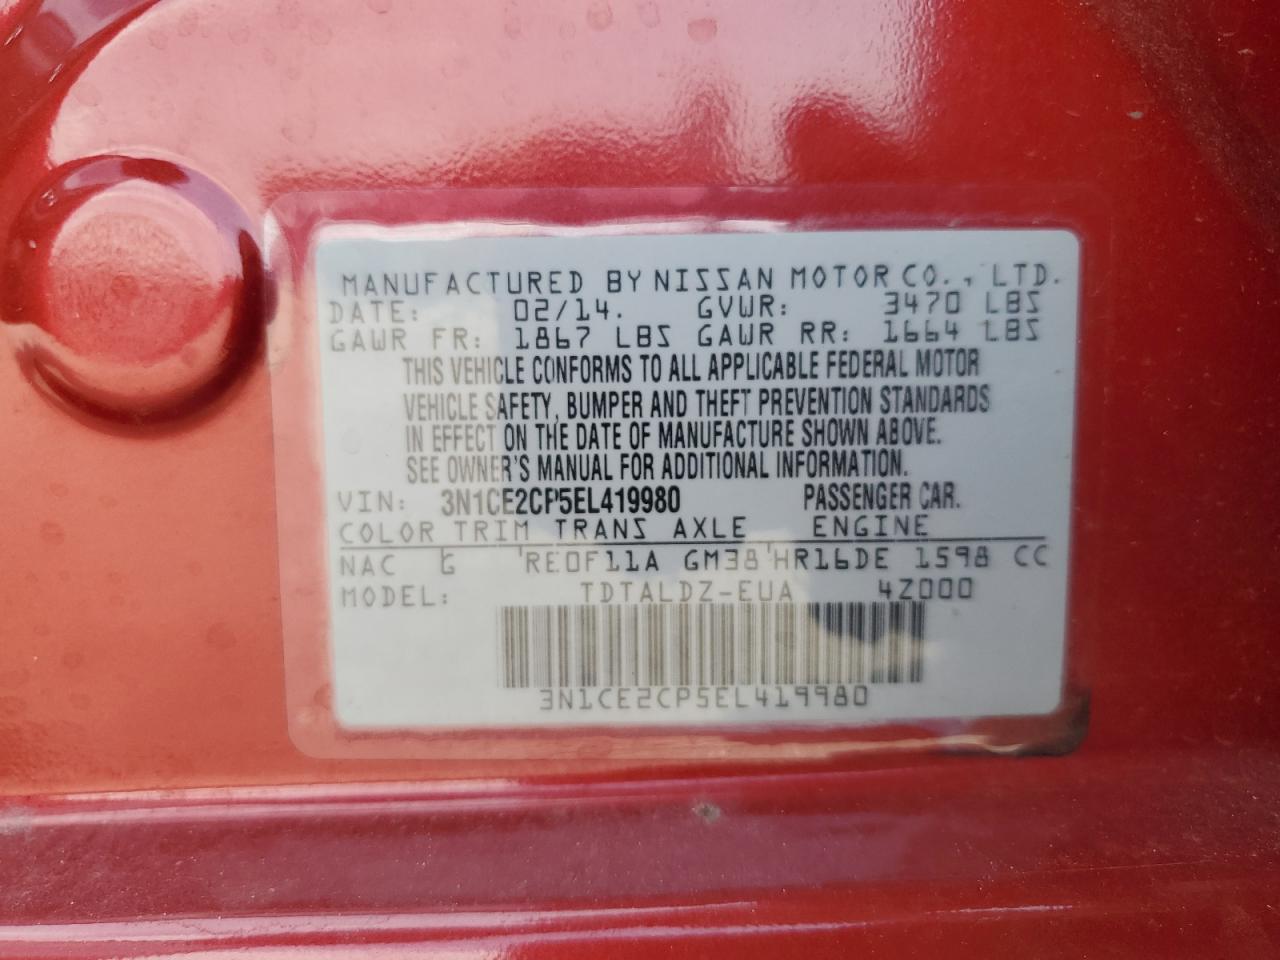 MANUFACTURED BY NISSAN MOTOR CO., LTD.
DATE: 02/14. GVWR: 3470 LBS
GAWR FR: 1867 LBS GAWR RR: 1664 LBS
THIS VEHICLE CONFORMS TO ALL APPLICABLE FEDERAL MOTOR
VEHICLE SAFETY, BUMPER AND THEFT PREVENTION STANDARDS
IN EFFECT ON THE DATE OF MANUFACTURE SHOWN ABOVE.
SEE OWNER'S MANUAL FOR ADDITIONAL INFORMATION.
VIN: 3N1CE2CP5EL419980 PASSENGER CAR.
COLOR TRIM TRANS AXLE ENGINE
NAC G 'RE0F11A GM38'HR16DE 1598 CC
MODEL: TDTALDZ-EUA 4Z000
3N1CE2CP5EL419980